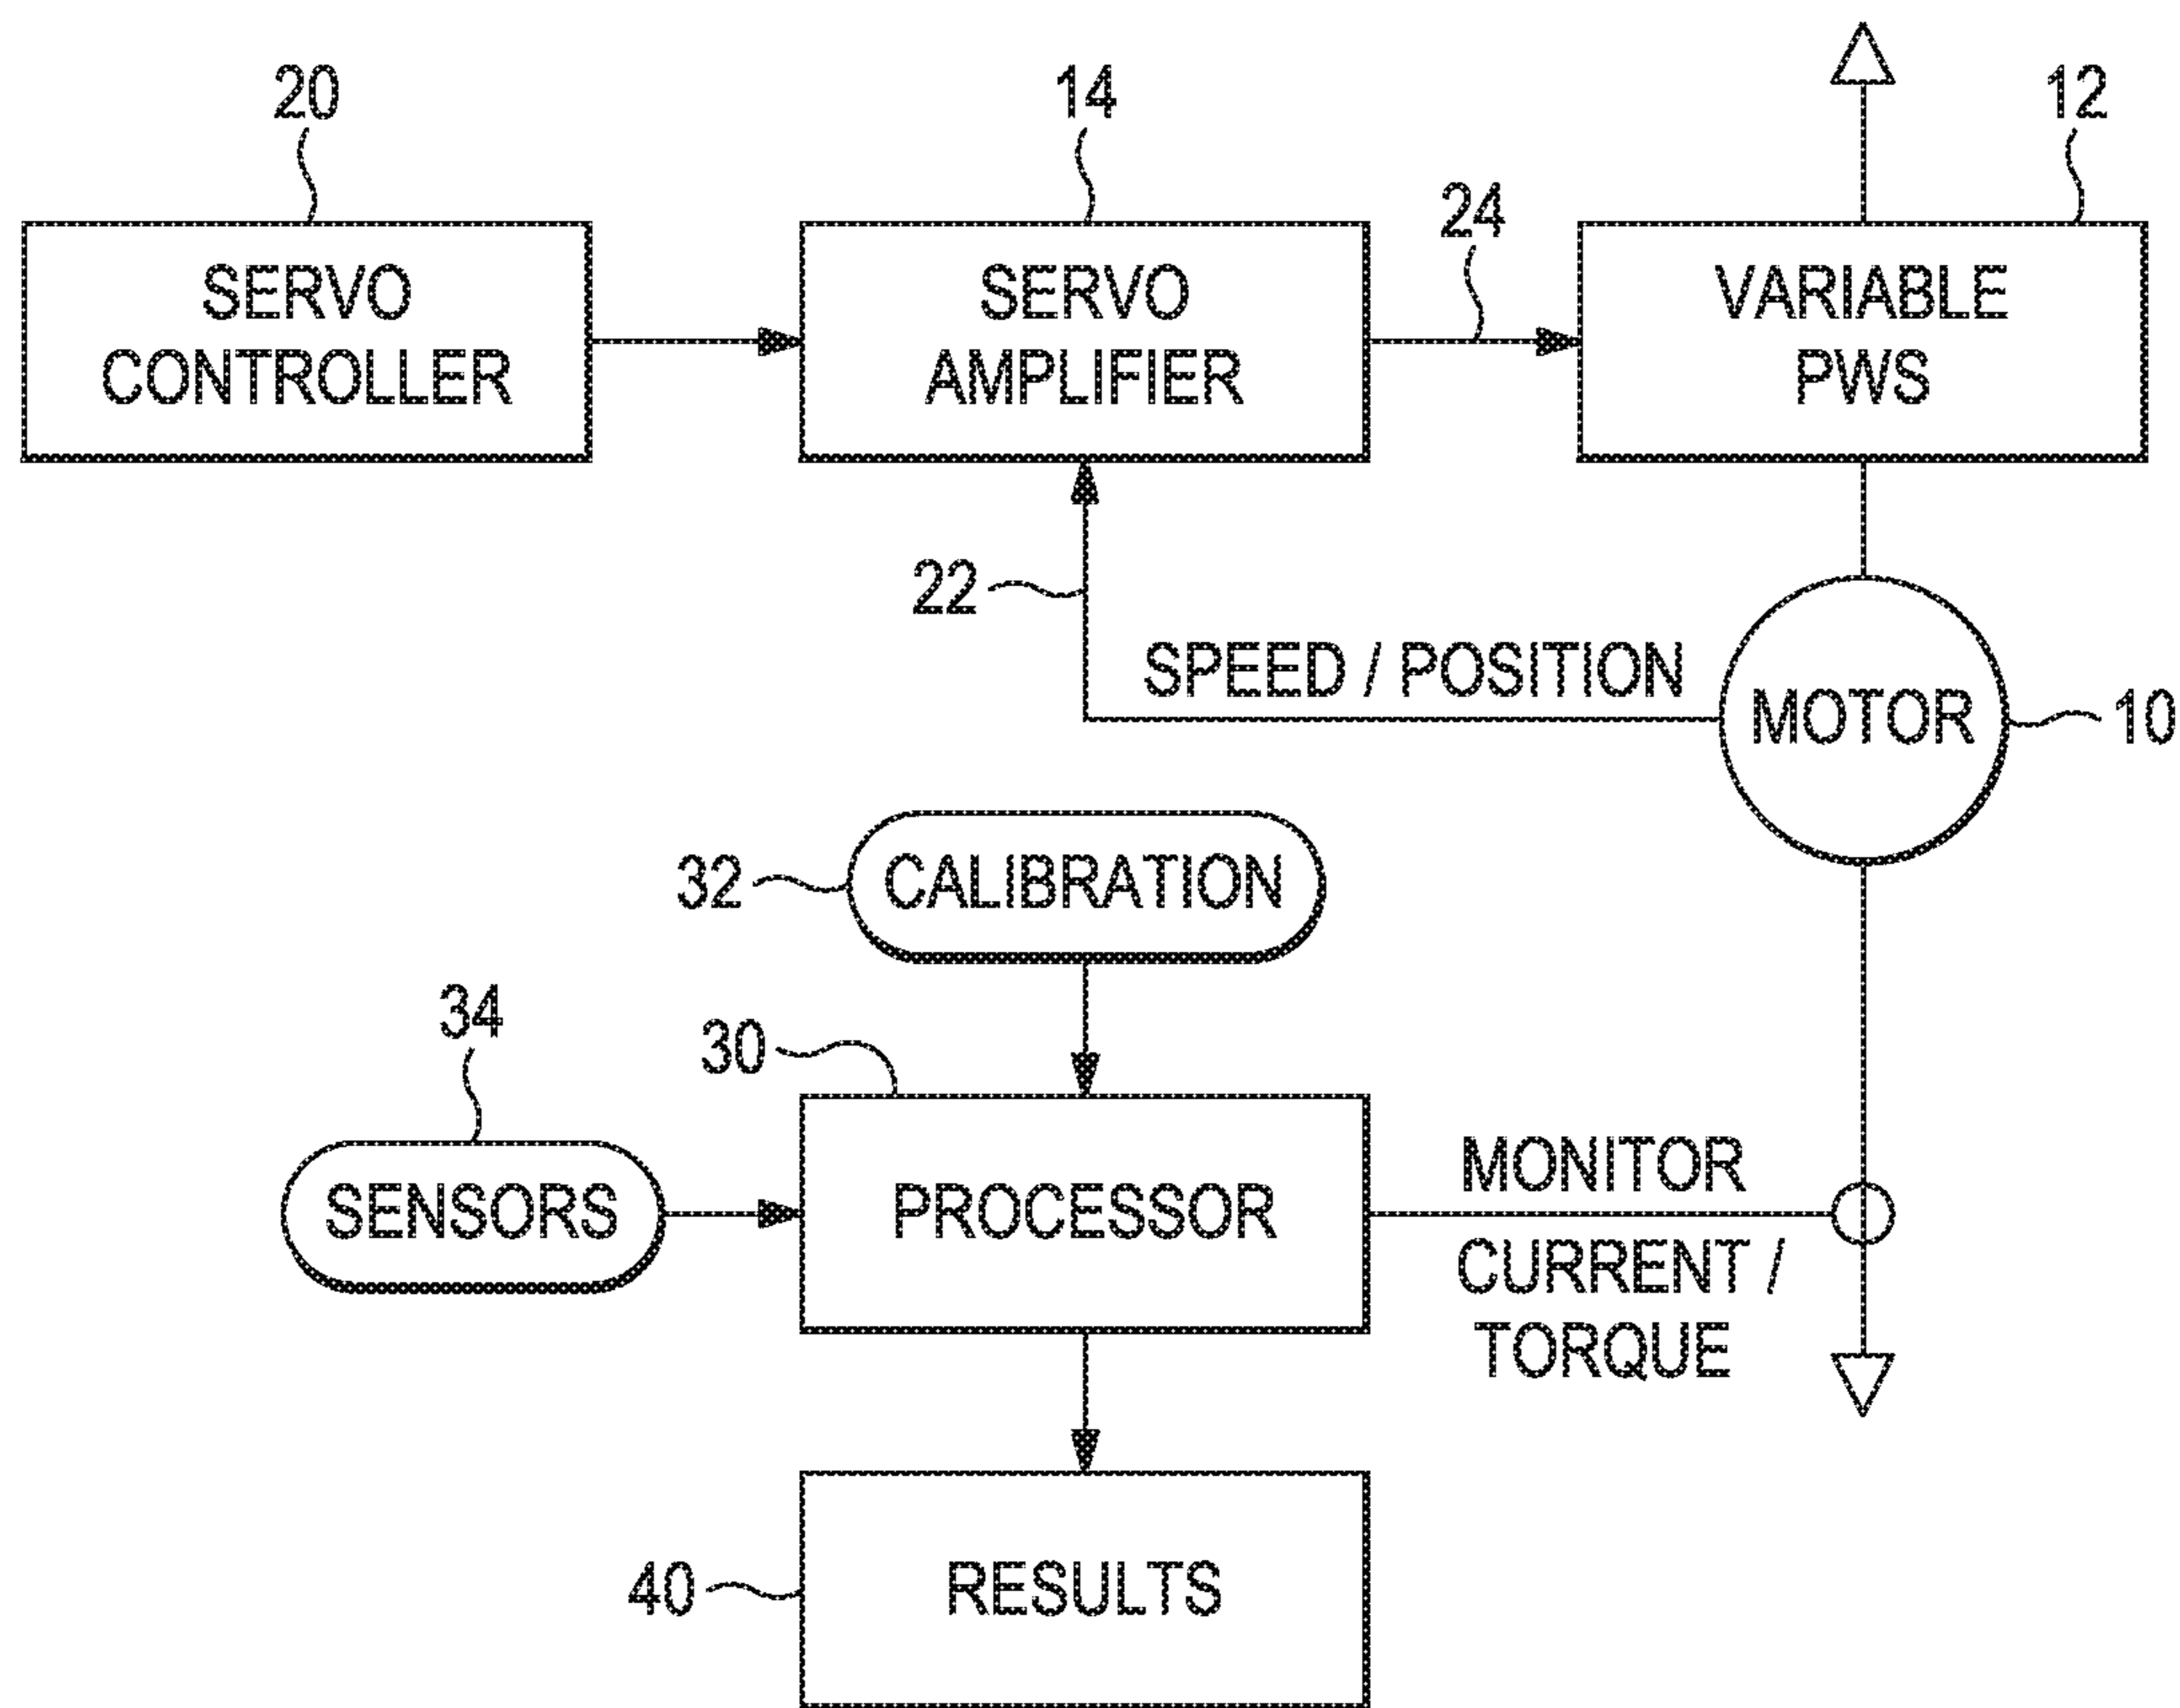 20
14
12
24
SERVO
CONTROLLER
SERVO
AMPLIFIER
VARIABLE
PWS
22
SPEED / POSITION
MOTOR
10
32
CALIBRATION
34
30
SENSORS
PROCESSOR
MONITOR
CURRENT /
TORQUE
40
RESULTS